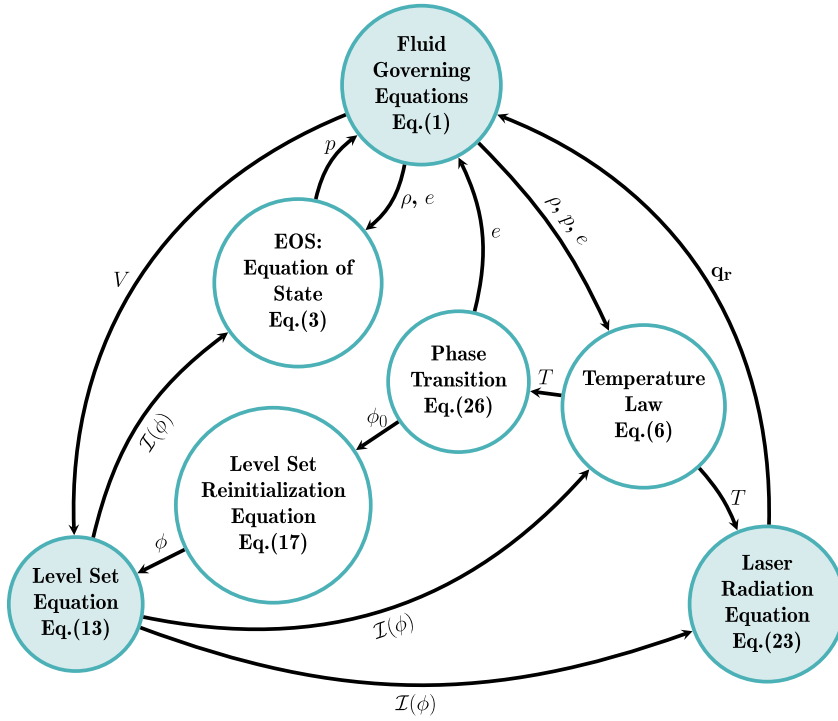 Fluid
Governing
Equations
Eq.(1)
p
ρ, e
V
ρ, p, e
EOS:
Equation of
State
Eq.(3)
e
q_r
Phase
Transition
Eq.(26)
T
Temperature
Law
Eq.(6)
ϕ₀
I(ϕ)
Level Set
Reinitialization
Equation
Eq.(17)
T
ϕ
Level Set
Equation
Eq.(13)
I(ϕ)
Laser
Radiation
Equation
Eq.(23)
I(ϕ)